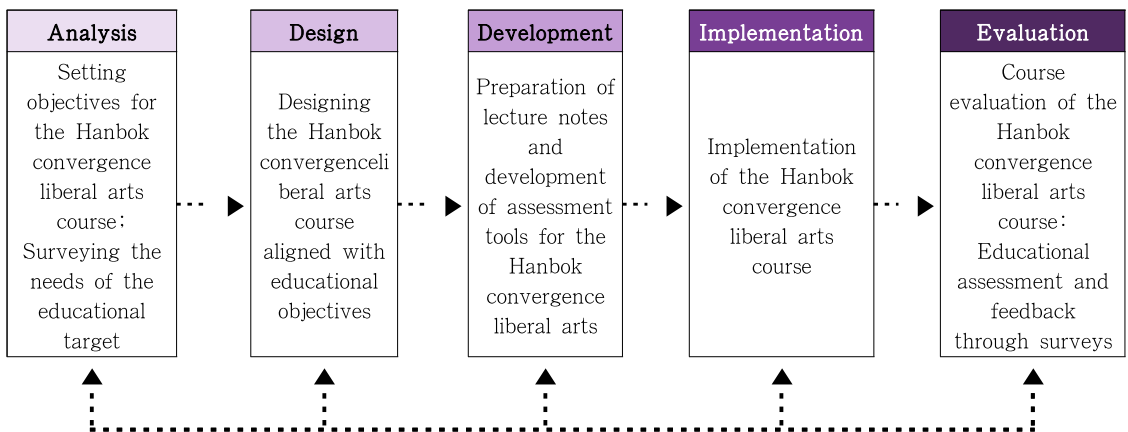 Analysis
Setting
objectives for
the Hanbok
convergence
liberal arts
course;
Surveying the
needs of the
educational
target
Design
Designing
the Hanbok
convergenceli
beral arts
course
aligned with
educational
objectives
Development
Preparation of
lecture notes
and
development
of assessment
tools for the
Hanbok
convergence
liberal arts
Implementation
Implementation
of the Hanbok
convergence
liberal arts
course
Evaluation
Course
evaluation of the
Hanbok
convergence
liberal arts
course:
Educational
assessment and
feedback
through surveys